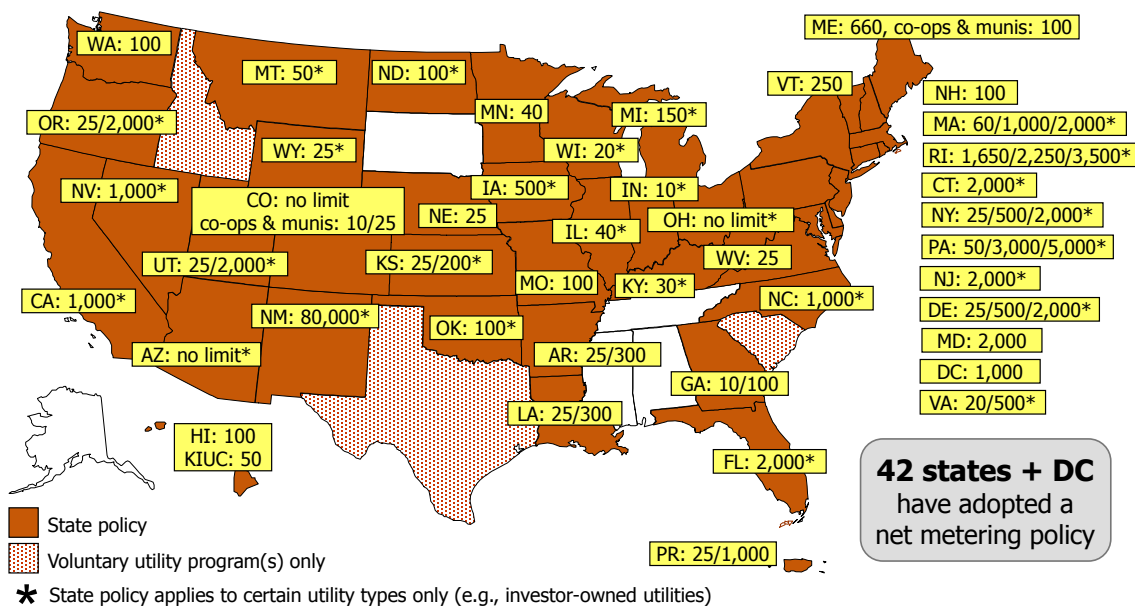 ME: 660, co-ops & munis: 100
WA: 100
MT: 50*
ND: 100*
VT: 250
NH: 100
MN: 40
MI: 150*
OR: 25/2,000*
MA: 60/1,000/2,000*
WY: 25*
WI: 20*
RI: 1,650/2,250/3,500*
NV: 1,000*
CO: no limit
co-ops & munis: 10/25
IA: 500*
IN: 10*
CT: 2,000*
NE: 25
OH: no limit*
NY: 25/500/2,000*
IL: 40*
PA: 50/3,000/5,000*
UT: 25/2,000*
KS: 25/200*
WV: 25
MO: 100
KY: 30*
NJ: 2,000*
CA: 1,000*
NM: 80,000*
NC: 1,000*
DE: 25/500/2,000*
OK: 100*
MD: 2,000
AZ: no limit*
AR: 25/300
DC: 1,000
GA: 10/100
VA: 20/500*
LA: 25/300
HI: 100
KIUC: 50
FL: 2,000*
42 states + DC
have adopted a
net metering policy
State policy
Voluntary utility program(s) only
PR: 25/1,000
* State policy applies to certain utility types only (e.g., investor-owned utilities)